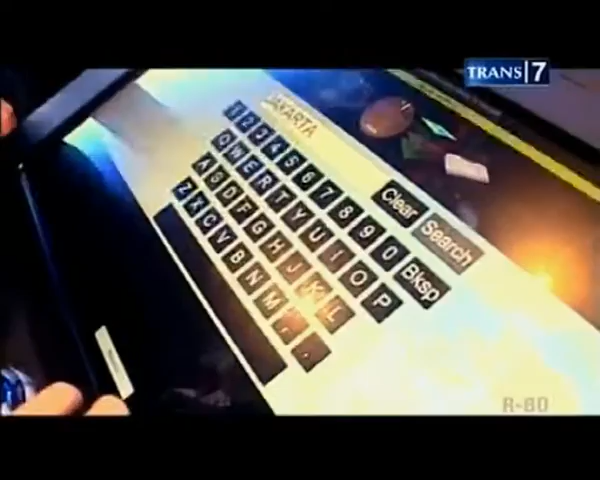 TRANS|7
JAKARTA
1 2 3 4 5 6 7 8 9 0 Clear Search
Q W E R T Y U I O P Bksp
A S D F G H J K L
Z X C V B N M , .
R-80